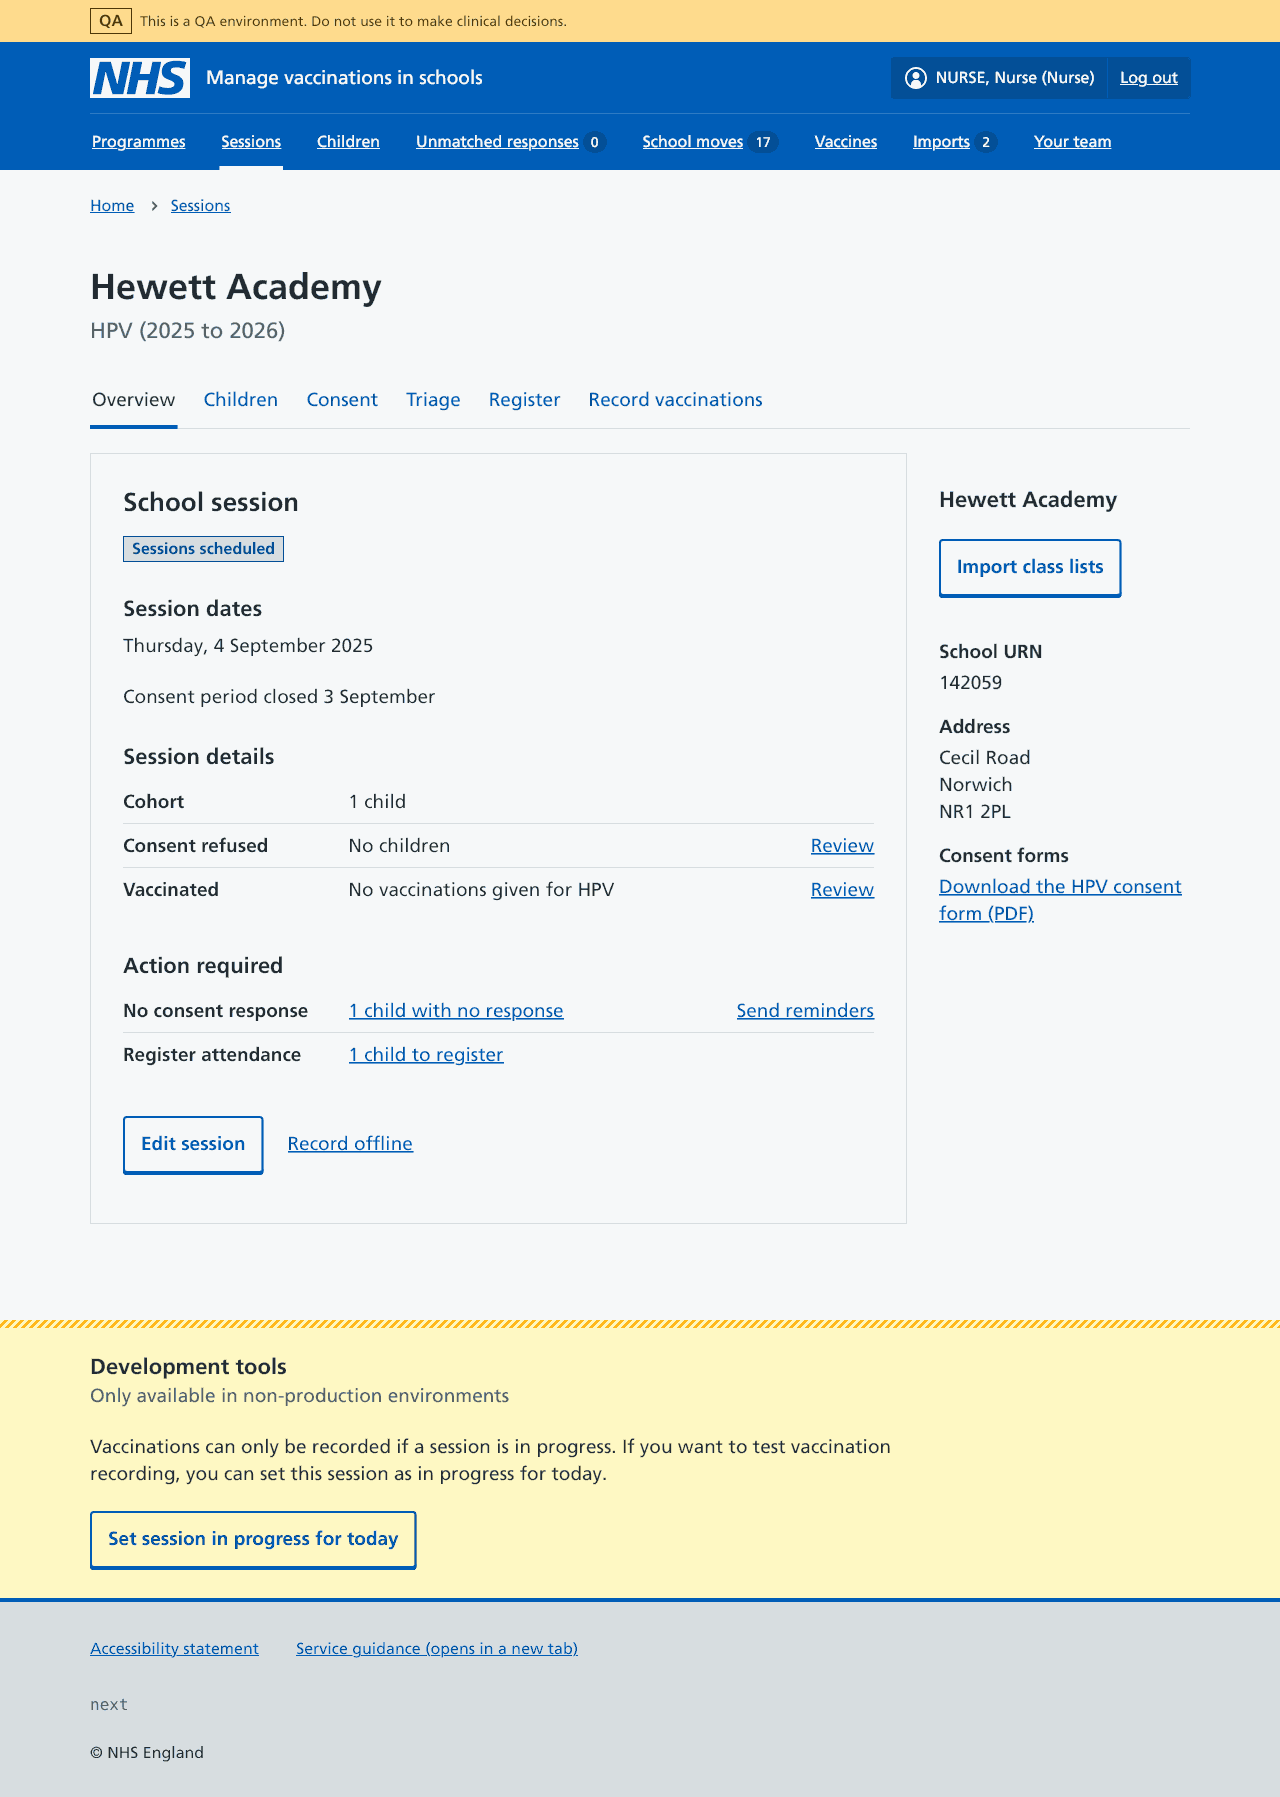 QA This is a QA environment. Do not use it to make clinical decisions.
NHS Manage vaccinations in schools NURSE, Nurse (Nurse) Log out
Programmes Sessions Children Unmatched responses 0 School moves 17 Vaccines Imports 2 Your team
Home Sessions
Hewett Academy
HPV (2025 to 2026)
Overview Children Consent Triage Register Record vaccinations
School session
Sessions scheduled
Session dates
Thursday, 4 September 2025
Consent period closed 3 September
Session details
Cohort 1 child
Consent refused No children Review
Vaccinated No vaccinations given for HPV Review
Action required
No consent response 1 child with no response Send reminders
Register attendance 1 child to register
Edit session Record offline
Hewett Academy
Import class lists
School URN
142059
Address
Cecil Road
Norwich
NR1 2PL
Consent forms
Download the HPV consent
form (PDF)
Development tools
Only available in non-production environments
Vaccinations can only be recorded if a session is in progress. If you want to test vaccination
recording, you can set this session as in progress for today.
Set session in progress for today
Accessibility statement Service guidance (opens in a new tab)
next
© NHS England